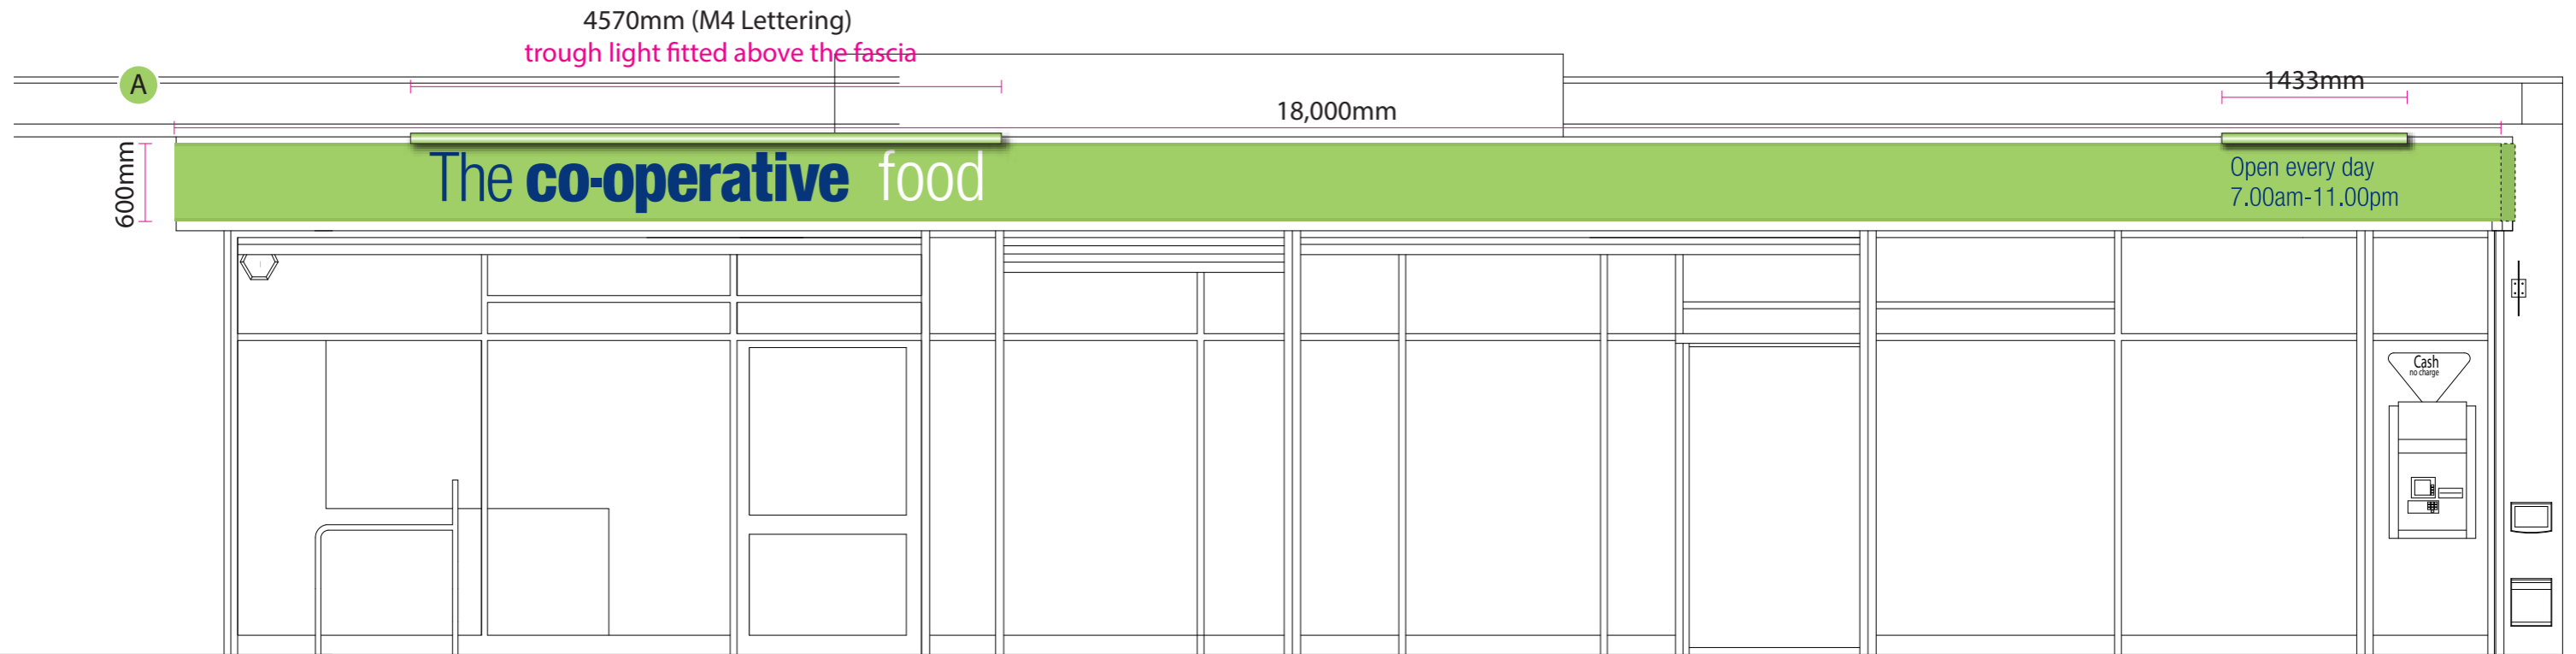 4570mm (M4 Lettering)
trough light fitted above the fascia
A
1433mm
18,000mm
600mm
The co-operative food
Open every day
7.00am-11.00pm
Cash
no charge